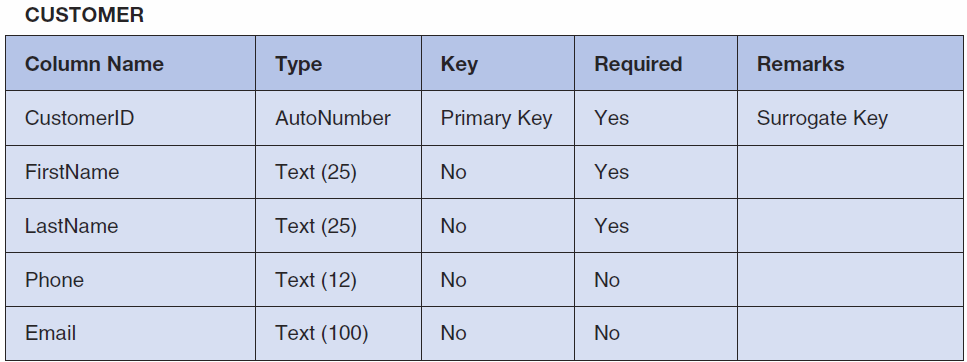 CUSTOMER
Column Name Type Key Required Remarks
CustomerID AutoNumber Primary Key Yes Surrogate Key
FirstName Text (25) No Yes
LastName Text (25) No Yes
Phone Text (12) No No
Email Text (100) No No